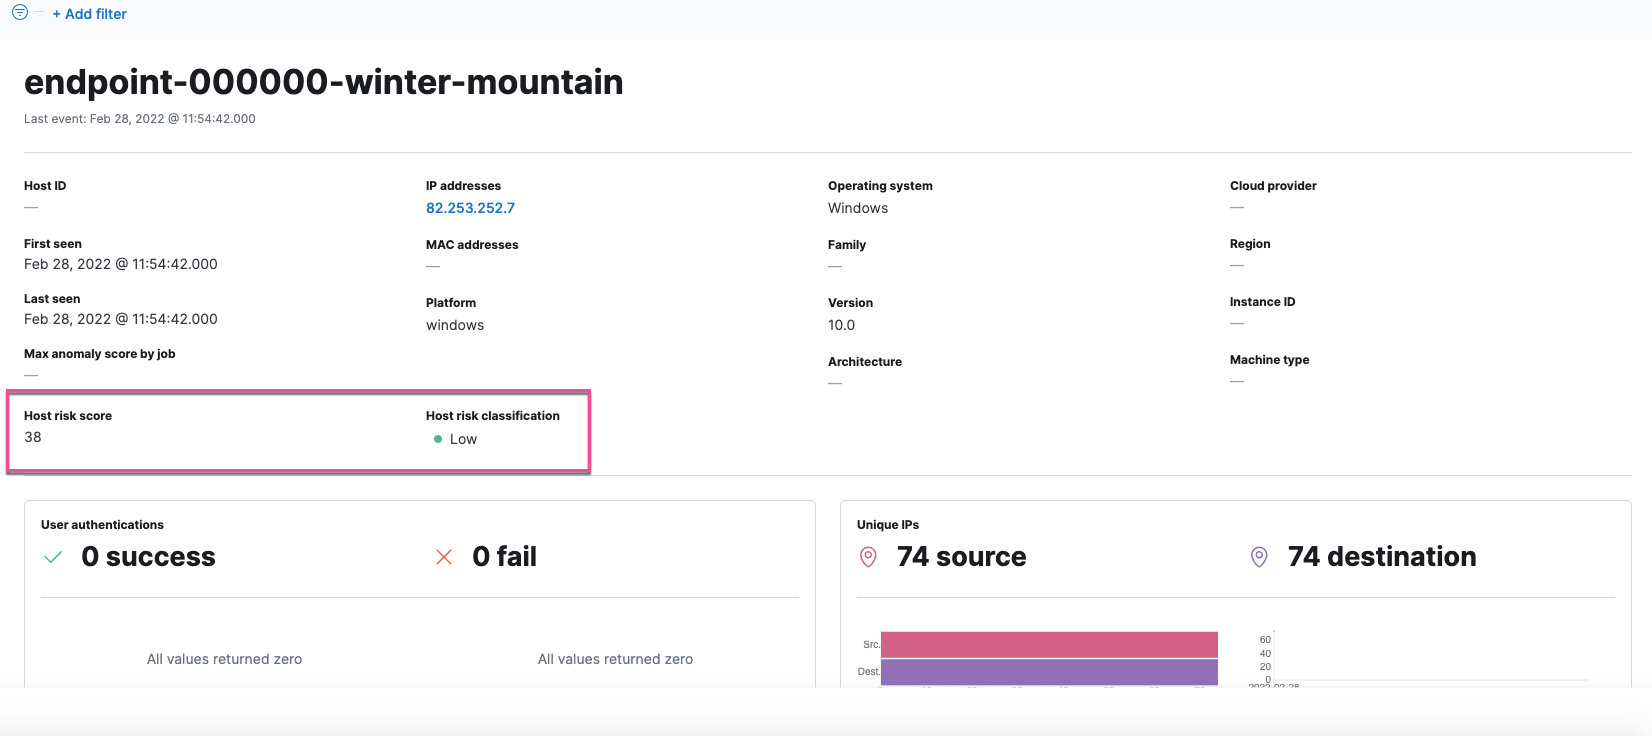 + Add filter
endpoint-000000-winter-mountain
Last event: Feb 28, 2022 @ 11:54:42.000
Host ID
—
First seen
Feb 28, 2022 @ 11:54:42.000
Last seen
Feb 28, 2022 @ 11:54:42.000
Max anomaly score by job
—
IP addresses
82.253.252.7
MAC addresses
—
Platform
windows
Operating system
Windows
Family
—
Version
10.0
Architecture
—
Cloud provider
—
Region
—
Instance ID
—
Machine type
—
Host risk score
38
Host risk classification
Low
User authentications
0 success
0 fail
All values returned zero
All values returned zero
Unique IPs
74 source
74 destination
Src.
Dest.
60
40
20
0
2022-02-28